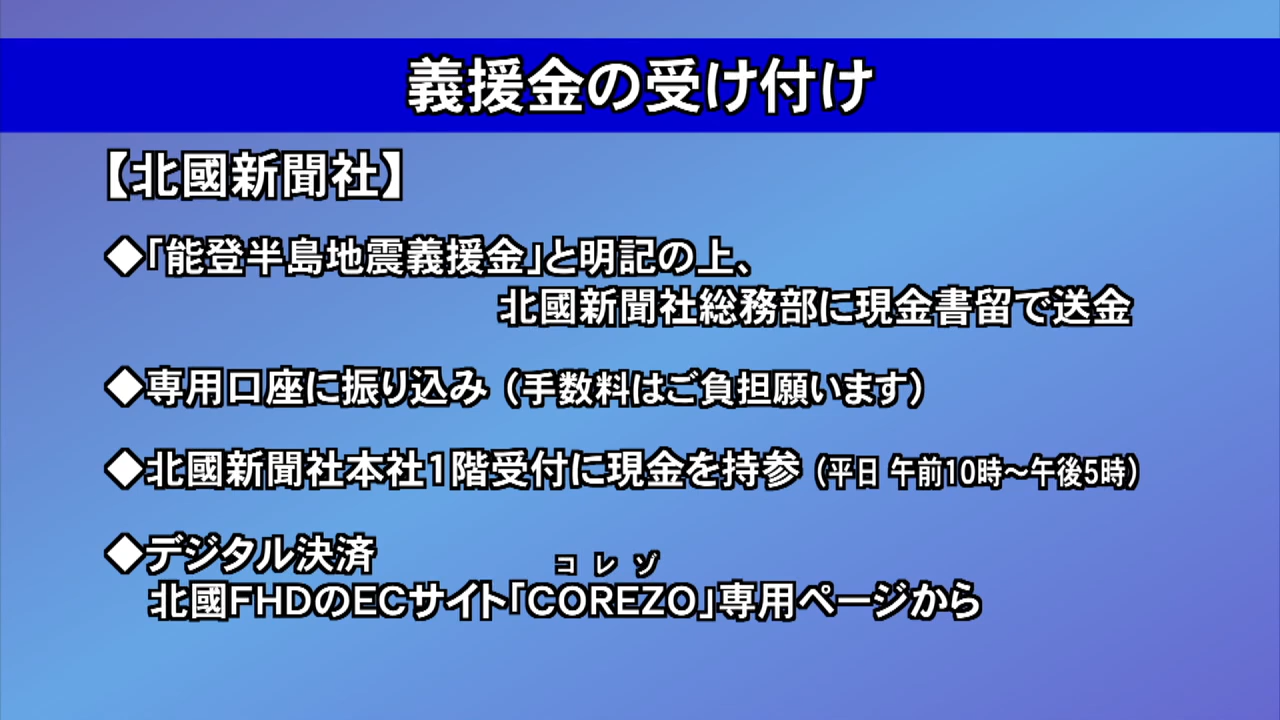 義援金の受け付け
【北國新聞社】
◆「能登半島地震義援金」と明記の上、
北國新聞社総務部に現金書留で送金
◆専用口座に振り込み（手数料はご負担願います）
◆北國新聞社本社1階受付に現金を持参（平日 午前10時～午後5時）
◆デジタル決済
コレゾ
北國FHDのECサイト「COREZO」専用ページから